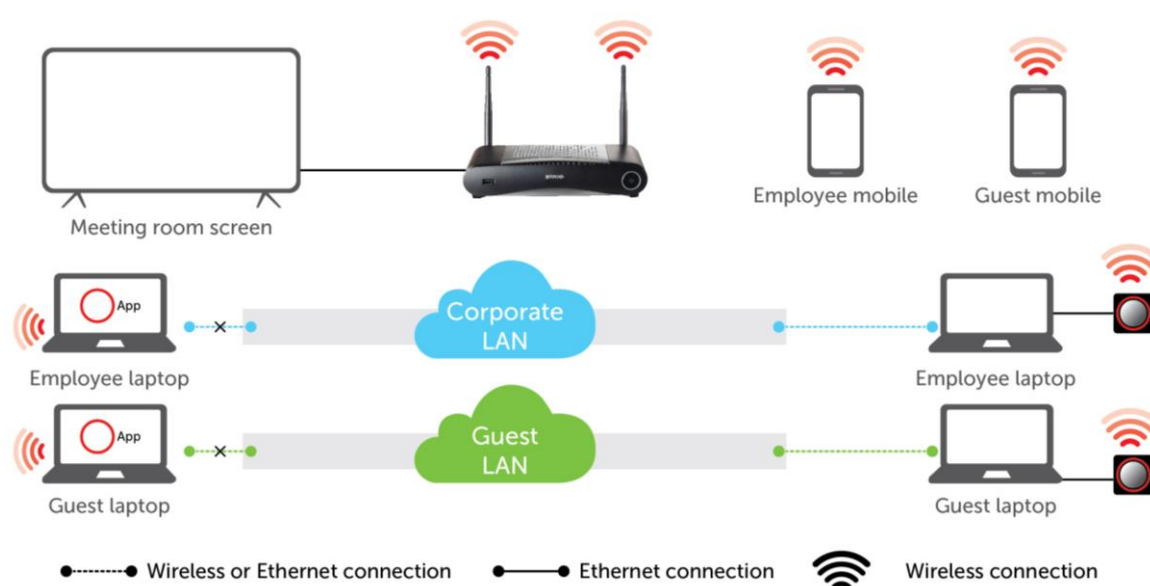 Meeting room screen
Employee mobile
Guest mobile
App
Employee laptop
Corporate
LAN
Employee laptop
App
Guest laptop
Guest
LAN
Guest laptop
Wireless or Ethernet connection
Ethernet connection
Wireless connection